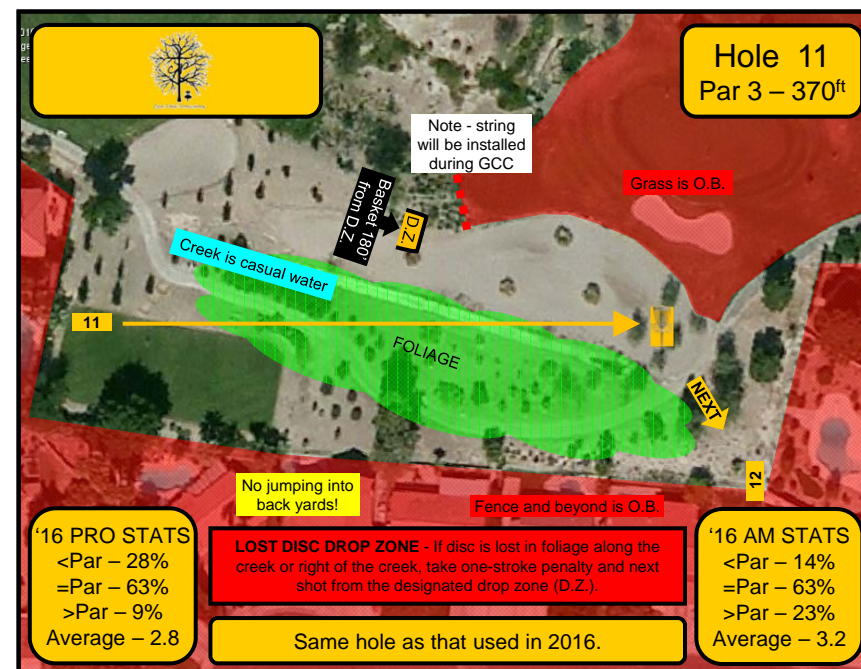 Hole 11
Par 3 – 370ft
Note - string
will be installed
during GCC
Grass is O.B.
Basket 180'
from D.Z.
D.Z.
Creek is casual water
11
FOLIAGE
NEXT
12
No jumping into
back yards!
Fence and beyond is O.B.
'16 PRO STATS
<Par – 28%
=Par – 63%
>Par – 9%
Average – 2.8
LOST DISC DROP ZONE - If disc is lost in foliage along the
creek or right of the creek, take one-stroke penalty and next
shot from the designated drop zone (D.Z.).
Same hole as that used in 2016.
'16 AM STATS
<Par – 14%
=Par – 63%
>Par – 23%
Average – 3.2